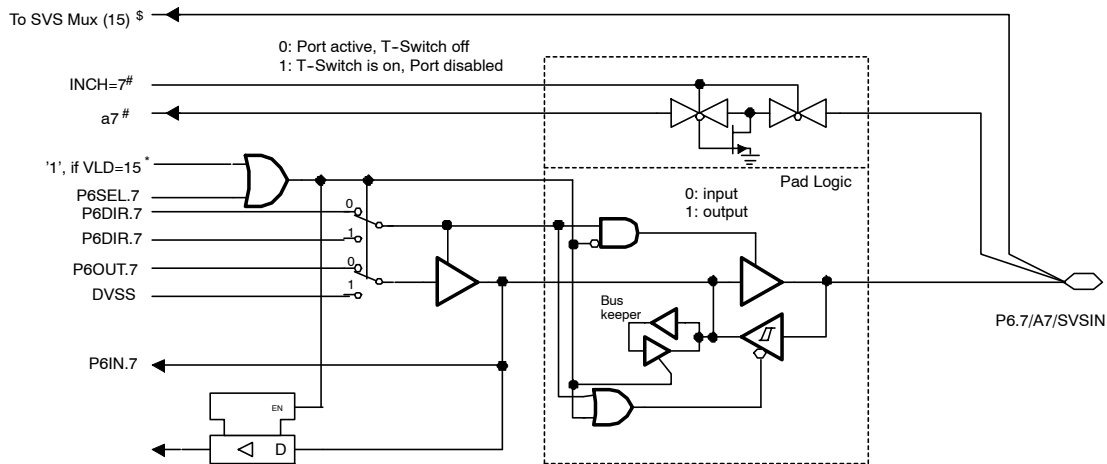 To SVS Mux (15) $
0: Port active, T-Switch off
1: T-Switch is on, Port disabled
INCH=7#
a7 #
'1', if VLD=15 *
P6SEL.7
P6DIR.7
0
P6DIR.7
1
P6OUT.7
0
DVSS
1
Pad Logic
0: input
1: output
Bus
keeper
P6.7/A7/SVSIN
P6IN.7
EN
D